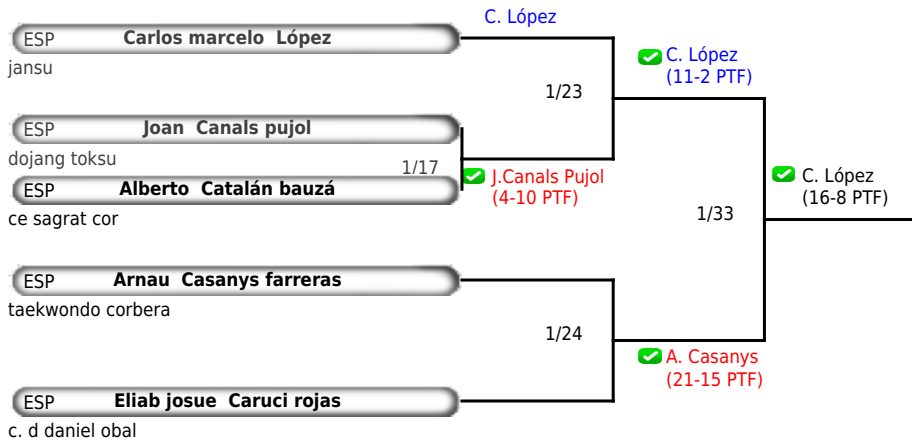 C. López
ESP Carlos marcelo López
jansu
C. López
(11-2 PTF)
1/23
ESP Joan Canals pujol
dojang toksu
1/17
J.Canals Pujol
(4-10 PTF)
ESP Alberto Catalán bauzá
ce sagrat cor
C. López
(16-8 PTF)
1/33
ESP Arnau Casanys farreras
taekwondo corbera
1/24
A. Casanys
(21-15 PTF)
ESP Eliab josue Caruci rojas
c. d daniel obal